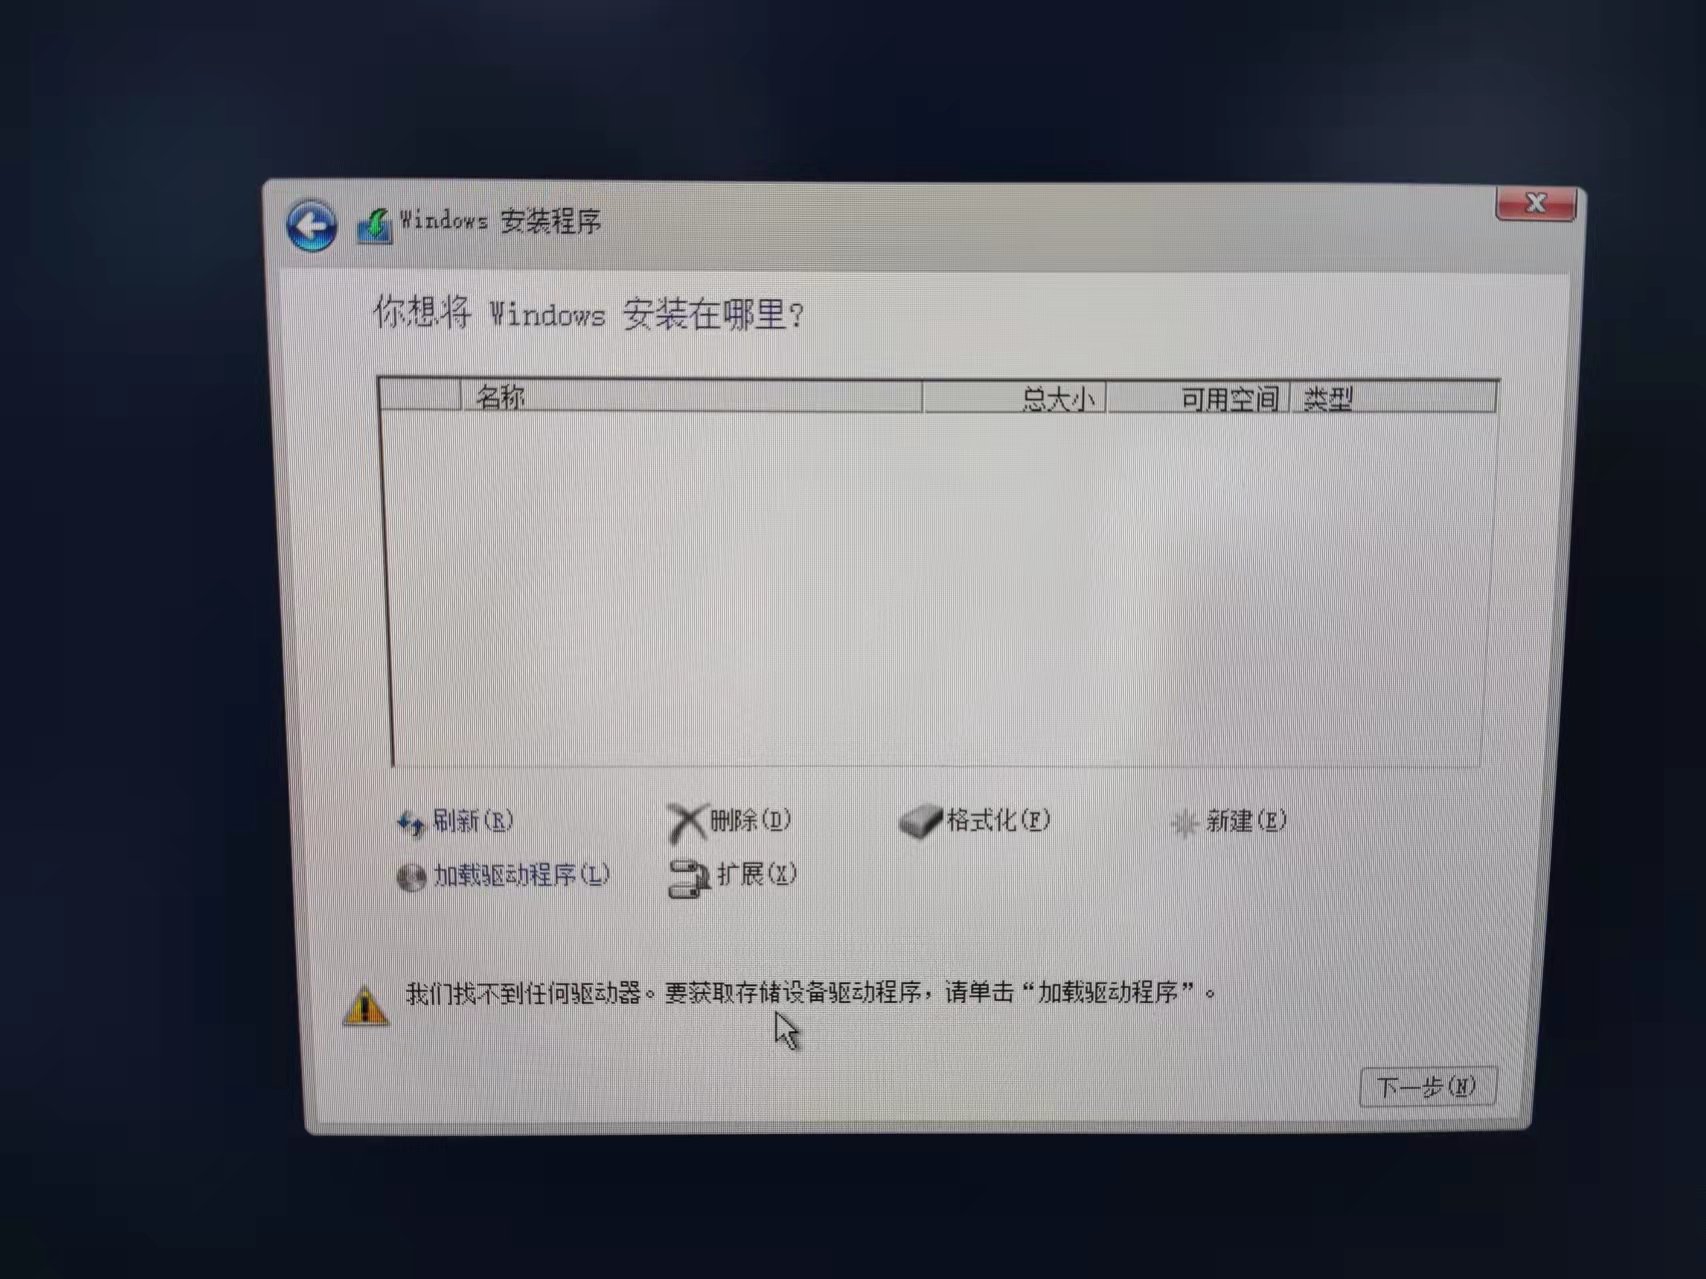 Windows 安装程序
你想将 Windows 安装在哪里?
名称 总大小 可用空间 类型
刷新(R) 删除(D) 格式化(F) 新建(E)
加载驱动程序(L) 扩展(X)
我们找不到任何驱动器。要获取存储设备驱动程序，请单击“加载驱动程序”。
下一步(N)